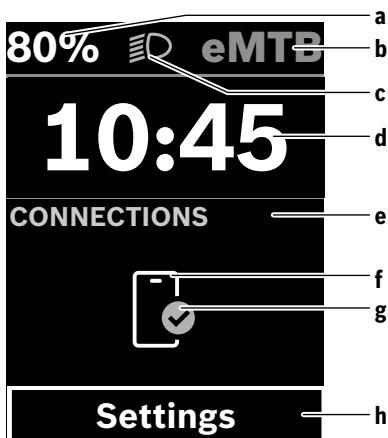 a
80% eMTB b
c
10:45 d
CONNECTIONS e
f
g
Settings h